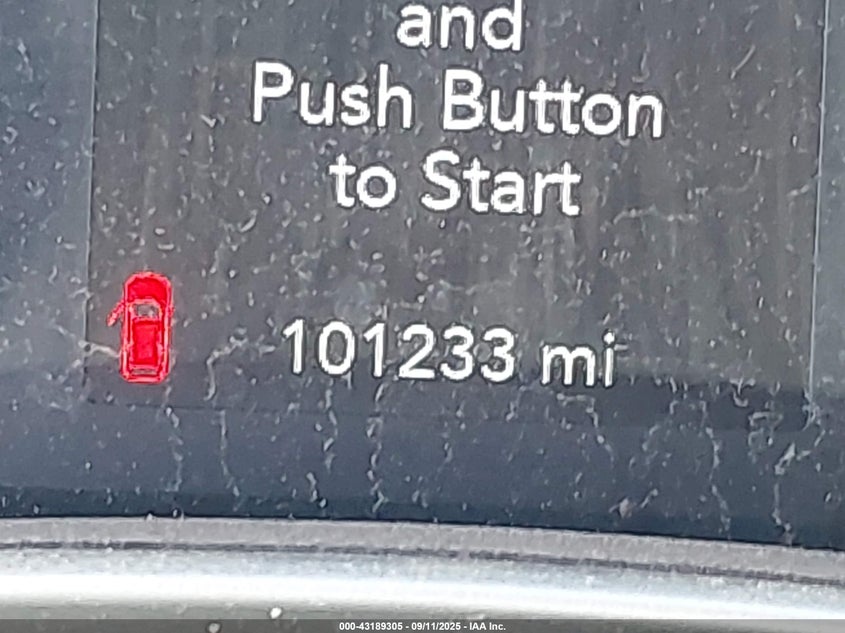 and
Push Button
to Start
101233 mi
000-43189305 - 09/11/2025 - IAA Inc.